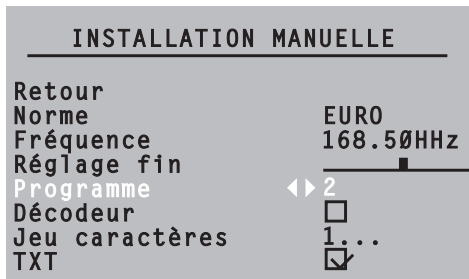 INSTALLATION MANUELLE
Retour
Norme EURO
Fréquence 168.50HHz
Réglage fin
Programme 2
Décodeur
Jeu caractères 1...
TXT